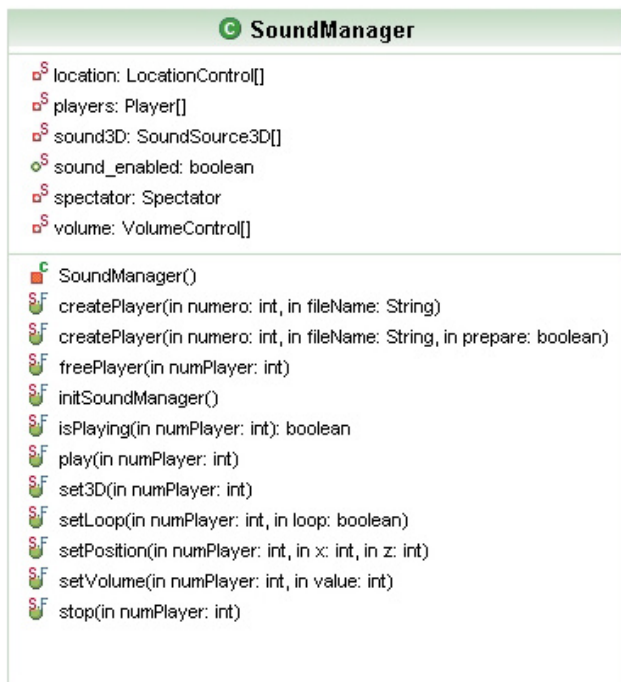 C SoundManager
S location: LocationControl[]
S players: Player[]
S sound3D: SoundSource3D[]
S sound_enabled: boolean
S spectator: Spectator
S volume: VolumeControl[]
C SoundManager()
S F createPlayer(in numero: int, in fileName: String)
S F createPlayer(in numero: int, in fileName: String, in prepare: boolean)
S F freePlayer(in numPlayer: int)
S F initSoundManager()
S F isPlaying(in numPlayer: int): boolean
S F play(in numPlayer: int)
S F set3D(in numPlayer: int)
S F setLoop(in numPlayer: int, in loop: boolean)
S F setPosition(in numPlayer: int, in x: int, in z: int)
S F setVolume(in numPlayer: int, in value: int)
S F stop(in numPlayer: int)